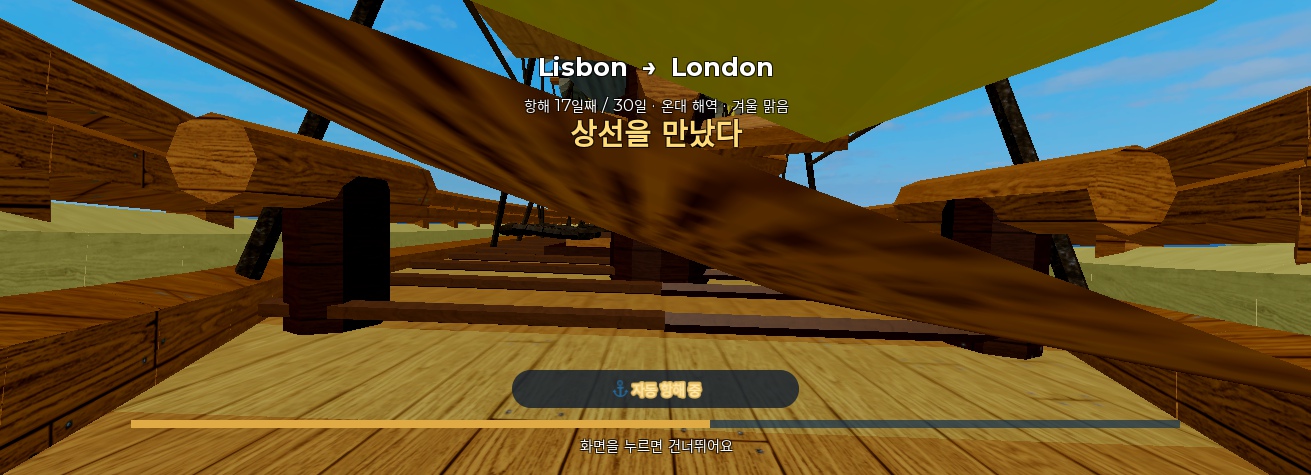 Lisbon → London
항해 17일째 / 30일 · 온대 해역 · 겨울 맑음
상선을 만났다
⚓ 자동 항해 중
화면을 누르면 건너뛰어요